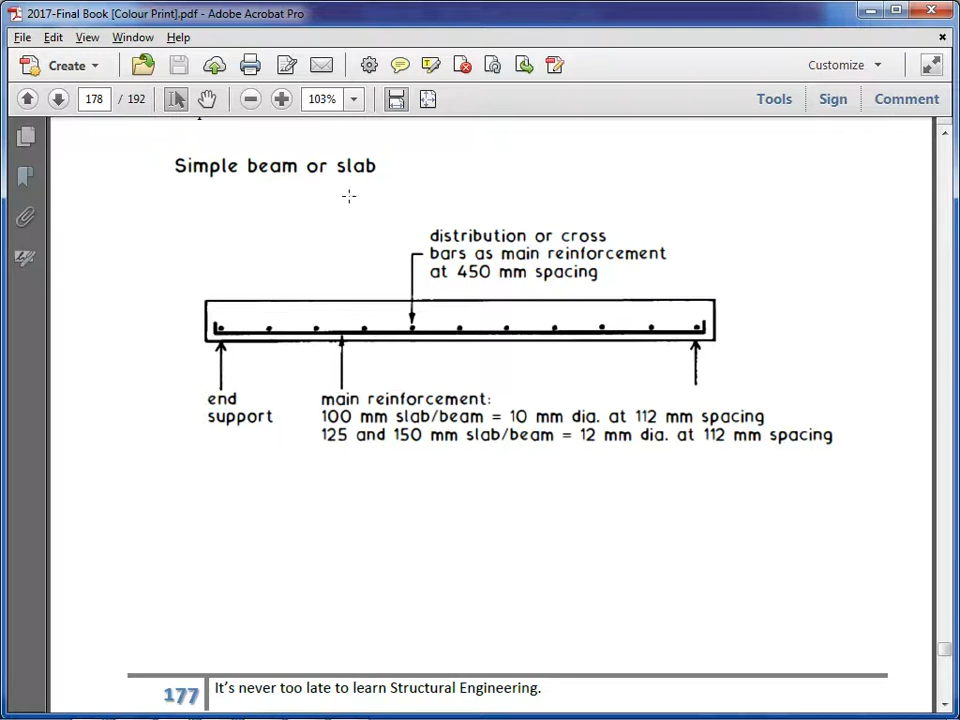 2017-Final Book [Colour Print].pdf - Adobe Acrobat Pro
File Edit View Window Help
Create
Customize
178 / 192
103%
Tools Sign Comment
Simple beam or slab
distribution or cross
bars as main reinforcement
at 450 mm spacing
end
support
main reinforcement:
100 mm slab/beam = 10 mm dia. at 112 mm spacing
125 and 150 mm slab/beam = 12 mm dia. at 112 mm spacing
177 It's never too late to learn Structural Engineering.